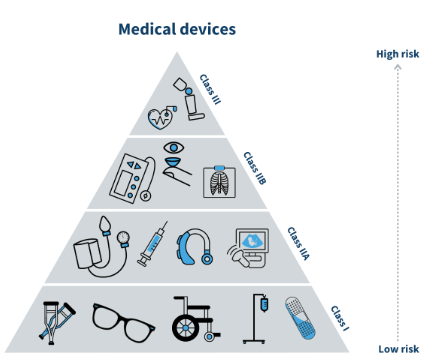 Medical devices
High risk
Class III
Class IIB
Class IIA
Class I
Low risk